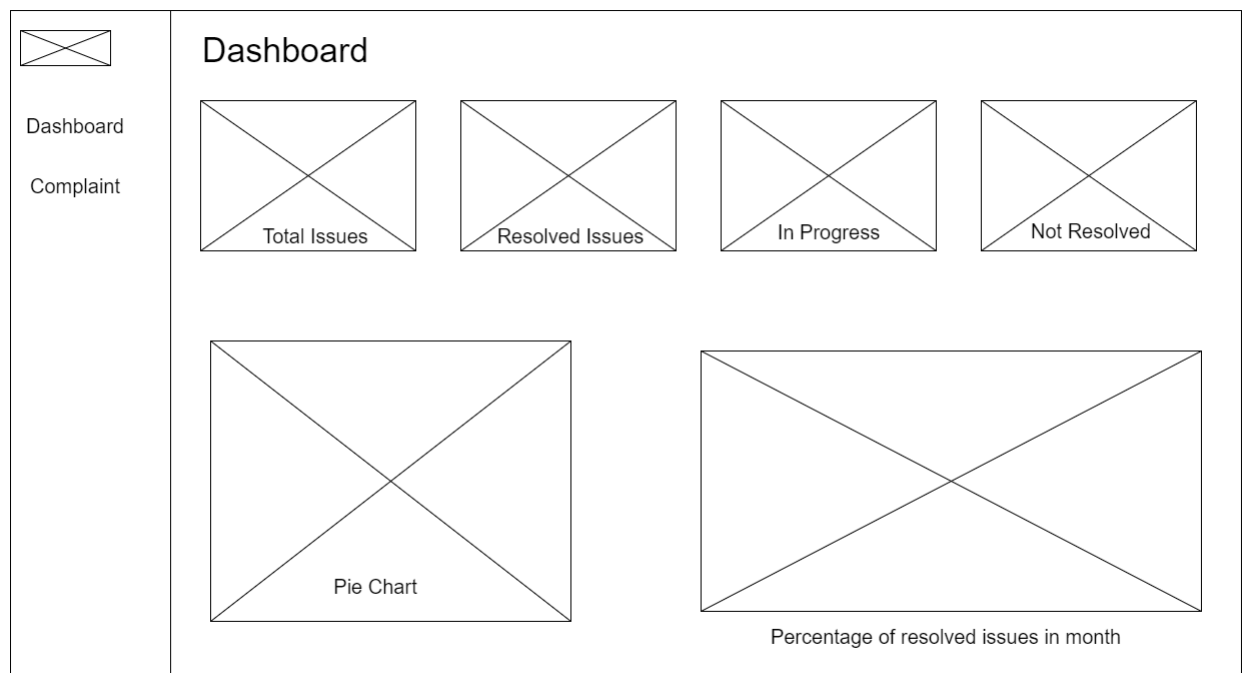 Dashboard
Dashboard
Complaint
Total Issues
Resolved Issues
In Progress
Not Resolved
Pie Chart
Percentage of resolved issues in month